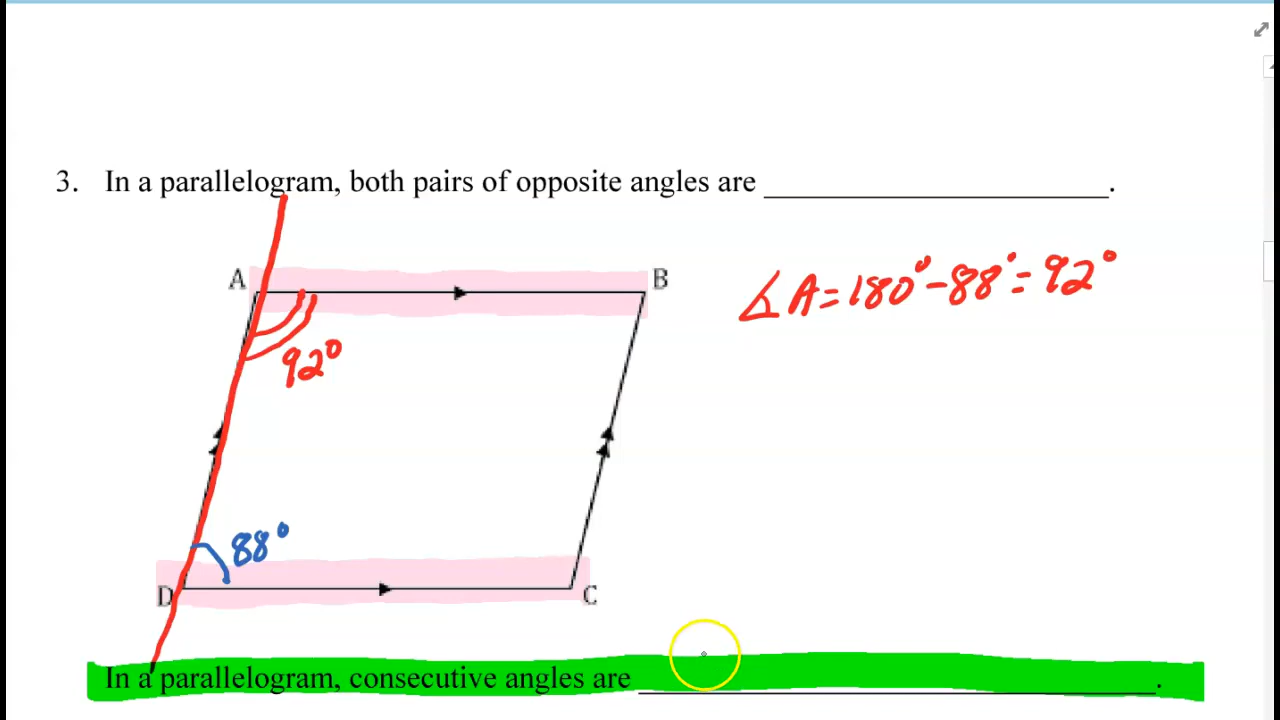 3. In a parallelogram, both pairs of opposite angles are ______________________.
A
B
∡A = 180° - 88° = 92°
92°
88°
D
C
In a parallelogram, consecutive angles are _________________________________.